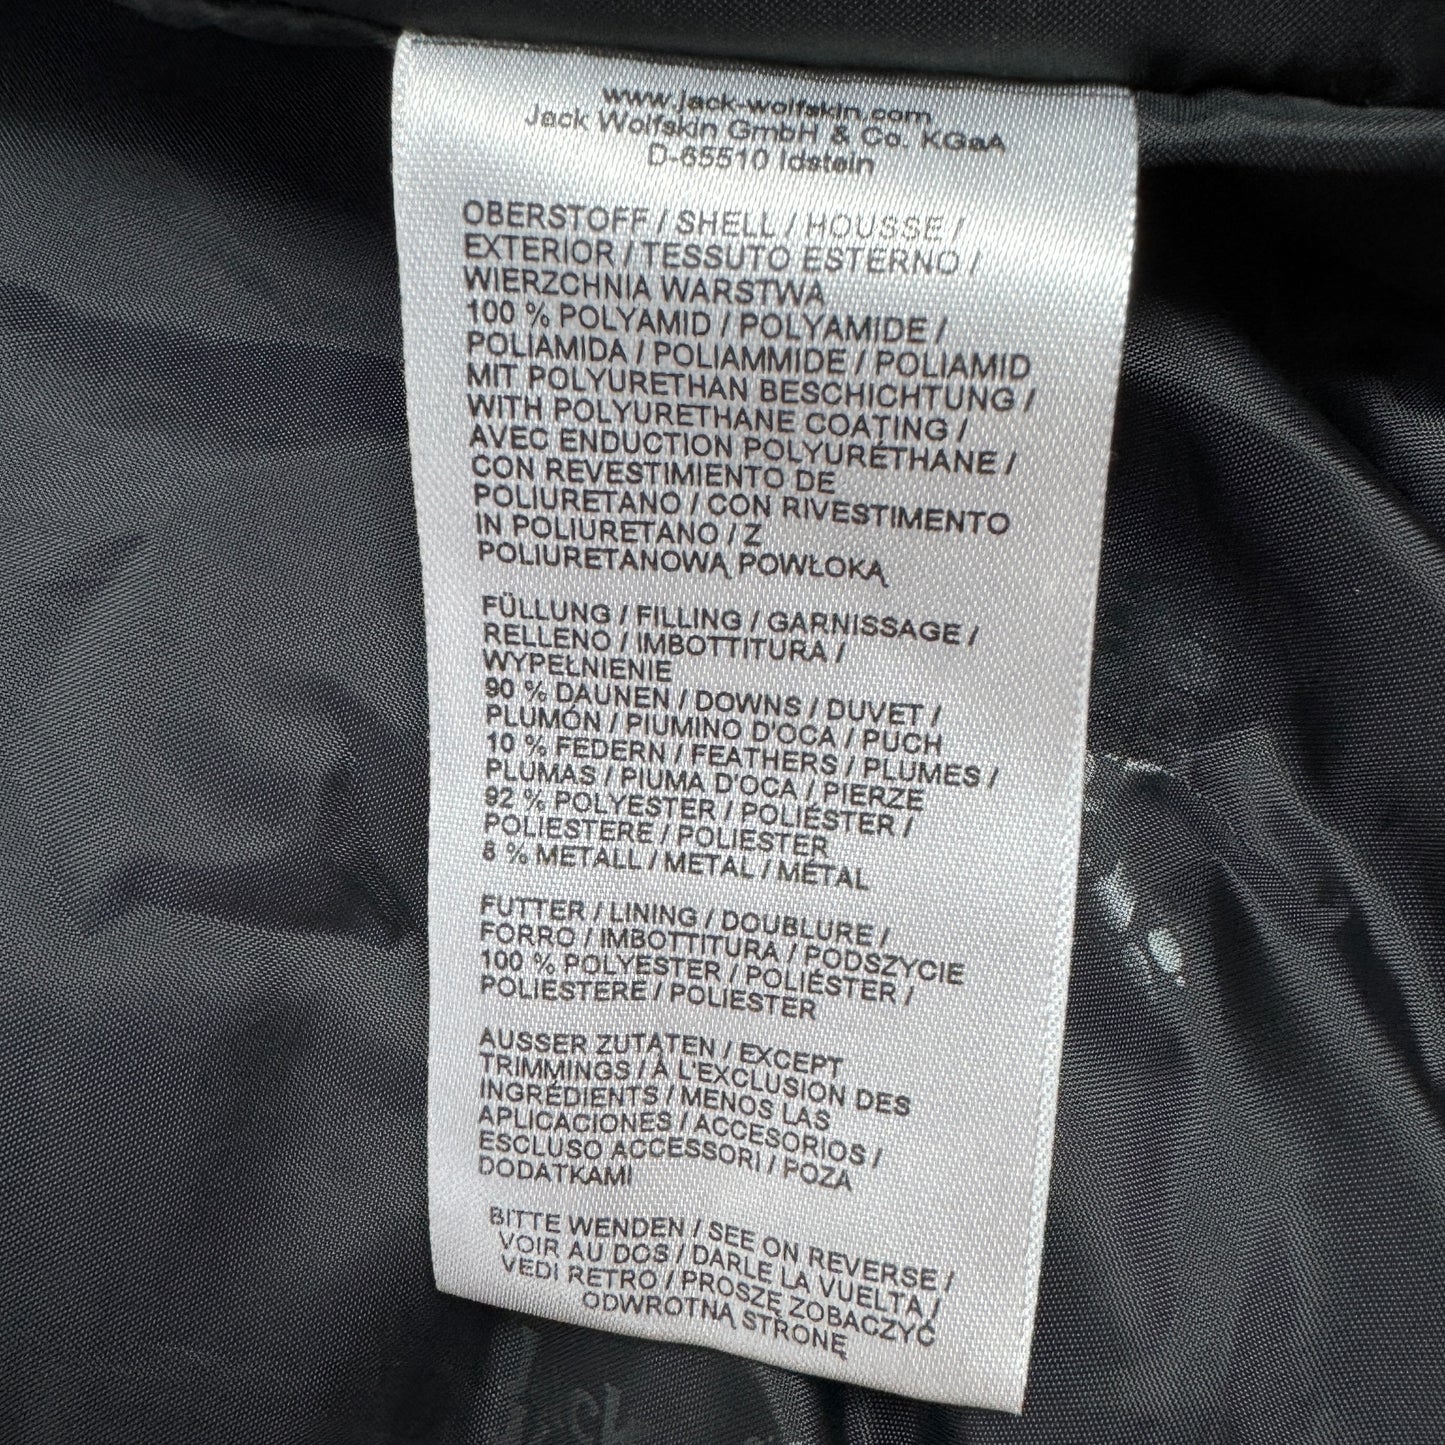 www.jack-wolfskin.com
Jack Wolfskin GmbH & Co. KGaA
D-65510 Idstein
OBERSTOFF / SHELL / HOUSSE /
EXTERIOR / TESSUTO ESTERNO /
WIERZCHNIA WARSTWA
100 % POLYAMID / POLYAMIDE /
POLIAMIDA / POLIAMMIDE / POLIAMID
MIT POLYURETHAN BESCHICHTUNG /
WITH POLYURETHANE COATING /
AVEC ENDUCTION POLYURÉTHANE /
CON REVESTIMIENTO DE
POLIURETANO / CON RIVESTIMENTO
IN POLIURETANO / Z
POLIURETANOWĄ POWŁOKĄ
FÜLLUNG / FILLING / GARNISSAGE /
RELLENO / IMBOTTITURA /
WYPEŁNIENIE
90 % DAUNEN / DOWNS / DUVET /
PLUMÓN / PIUMINO D'OCA / PUCH
10 % FEDERN / FEATHERS / PLUMES /
PLUMAS / PIUMA D'OCA / PIERZE
92 % POLYESTER / POLIÉSTER /
POLIESTERE / POLIESTER
8 % METALL / METAL / MÉTAL
FUTTER / LINING / DOUBLURE /
FORRO / IMBOTTITURA / PODSZYCIE
100 % POLYESTER / POLIÉSTER /
POLIESTERE / POLIESTER
AUSSER ZUTATEN / EXCEPT
TRIMMINGS / À L'EXCLUSION DES
INGRÉDIENTS / MENOS LAS
APLICACIONES / ACCESORIOS /
ESCLUSO ACCESSORI / POZA
DODATKAMI
BITTE WENDEN / SEE ON REVERSE /
VOIR AU DOS / DARLE LA VUELTA /
VEDI RETRO / PROSZĘ ZOBACZYĆ
ODWROTNĄ STRONĘ